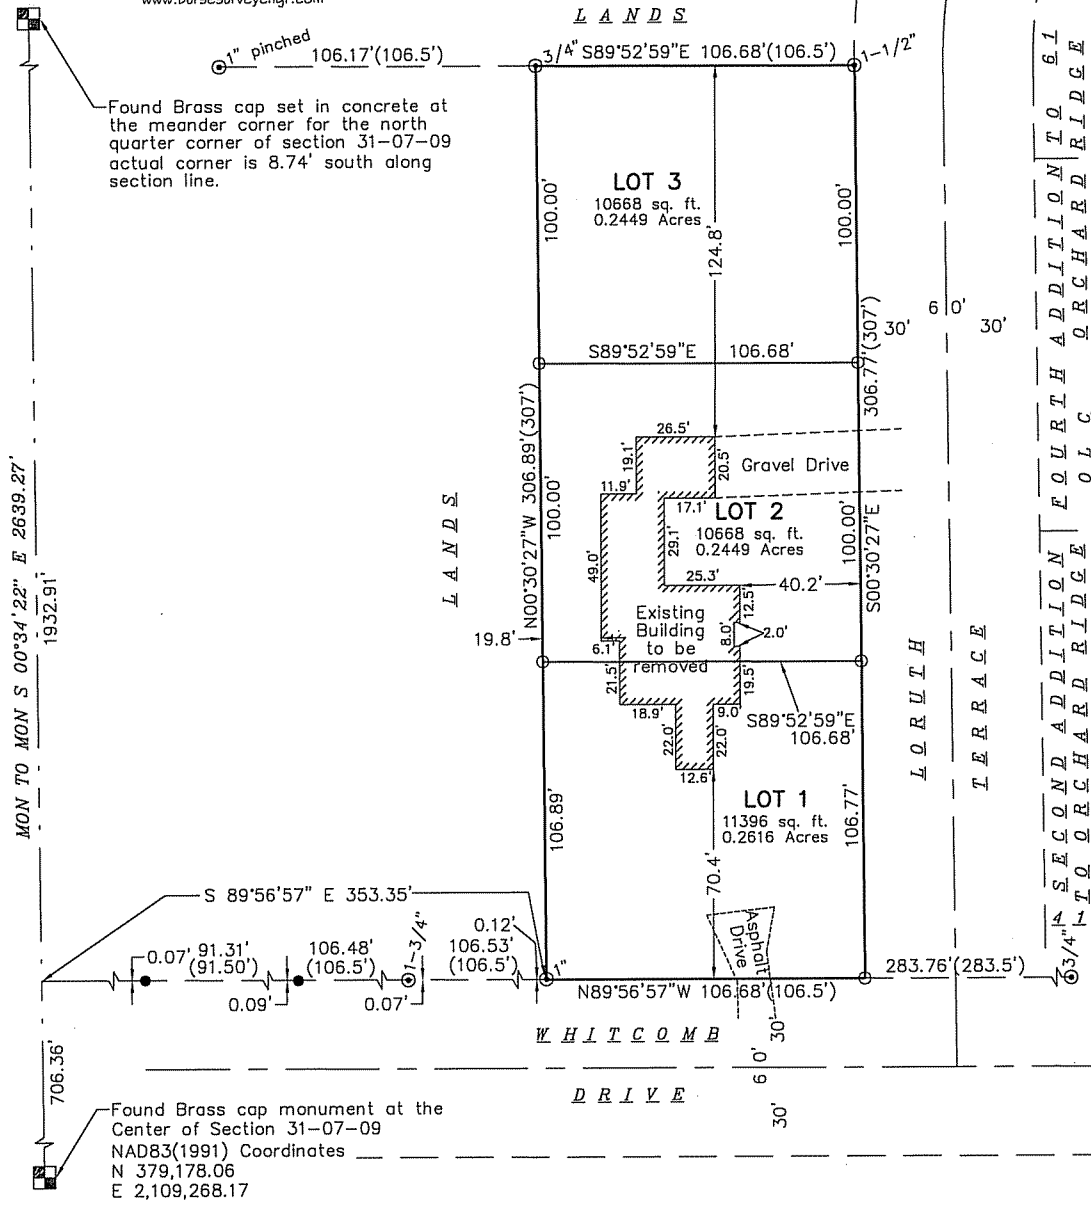 www.bursesurveyengr.com
L A N D S
1" pinched
106.17'(106.5')
3/4"
S89°52'59"E 106.68'(106.5')
1-1/2"
Found Brass cap set in concrete at
the meander corner for the north
quarter corner of section 31-07-09
actual corner is 8.74' south along
section line.
LOT 3
10668 sq. ft.
0.2449 Acres
100.00'
100.00'
124.8'
S89°52'59"E 106.68'
306.77'(307')
30'
6 0'
30'
FOURTH ADDITION TO 61
OLC ORCHARD RIDGE
26.5'
19.1'
20.5'
Gravel Drive
11.9'
17.1'
LOT 2
10668 sq. ft.
0.2449 Acres
N00°30'27"W 306.89'(307')
100.00'
100.00'
S00°30'27"E
29.1'
49.0'
25.3'
40.2'
12.5'
8.0'
2.0'
Existing
Building
to be
removed
L A N D S
MON TO MON S 00°34'22" E 2639.27'
1932.91'
19.8'
6.1'
21.5'
19.5'
18.9'
9.0'
22.0'
22.0'
12.6'
S89°52'59"E
106.68'
LORUTH
TERRACE
SECOND ADDITION
TO ORCHARD RIDGE
41
LOT 1
11396 sq. ft.
0.2616 Acres
106.89'
106.77'
70.4'
S 89°56'57" E 353.35'
0.07'
91.31'
(91.50')
0.09'
106.48'
(106.5')
1-3/4"
0.07'
106.53'
(106.5')
0.12'
1"
Asphalt
Drive
N89°56'57"W 106.68'(106.5')
283.76'(283.5')
3/4"
W H I T C O M B
30'
6 0'
30'
D R I V E
706.36'
Found Brass cap monument at the
Center of Section 31-07-09
NAD83(1991) Coordinates
N 379,178.06
E 2,109,268.17